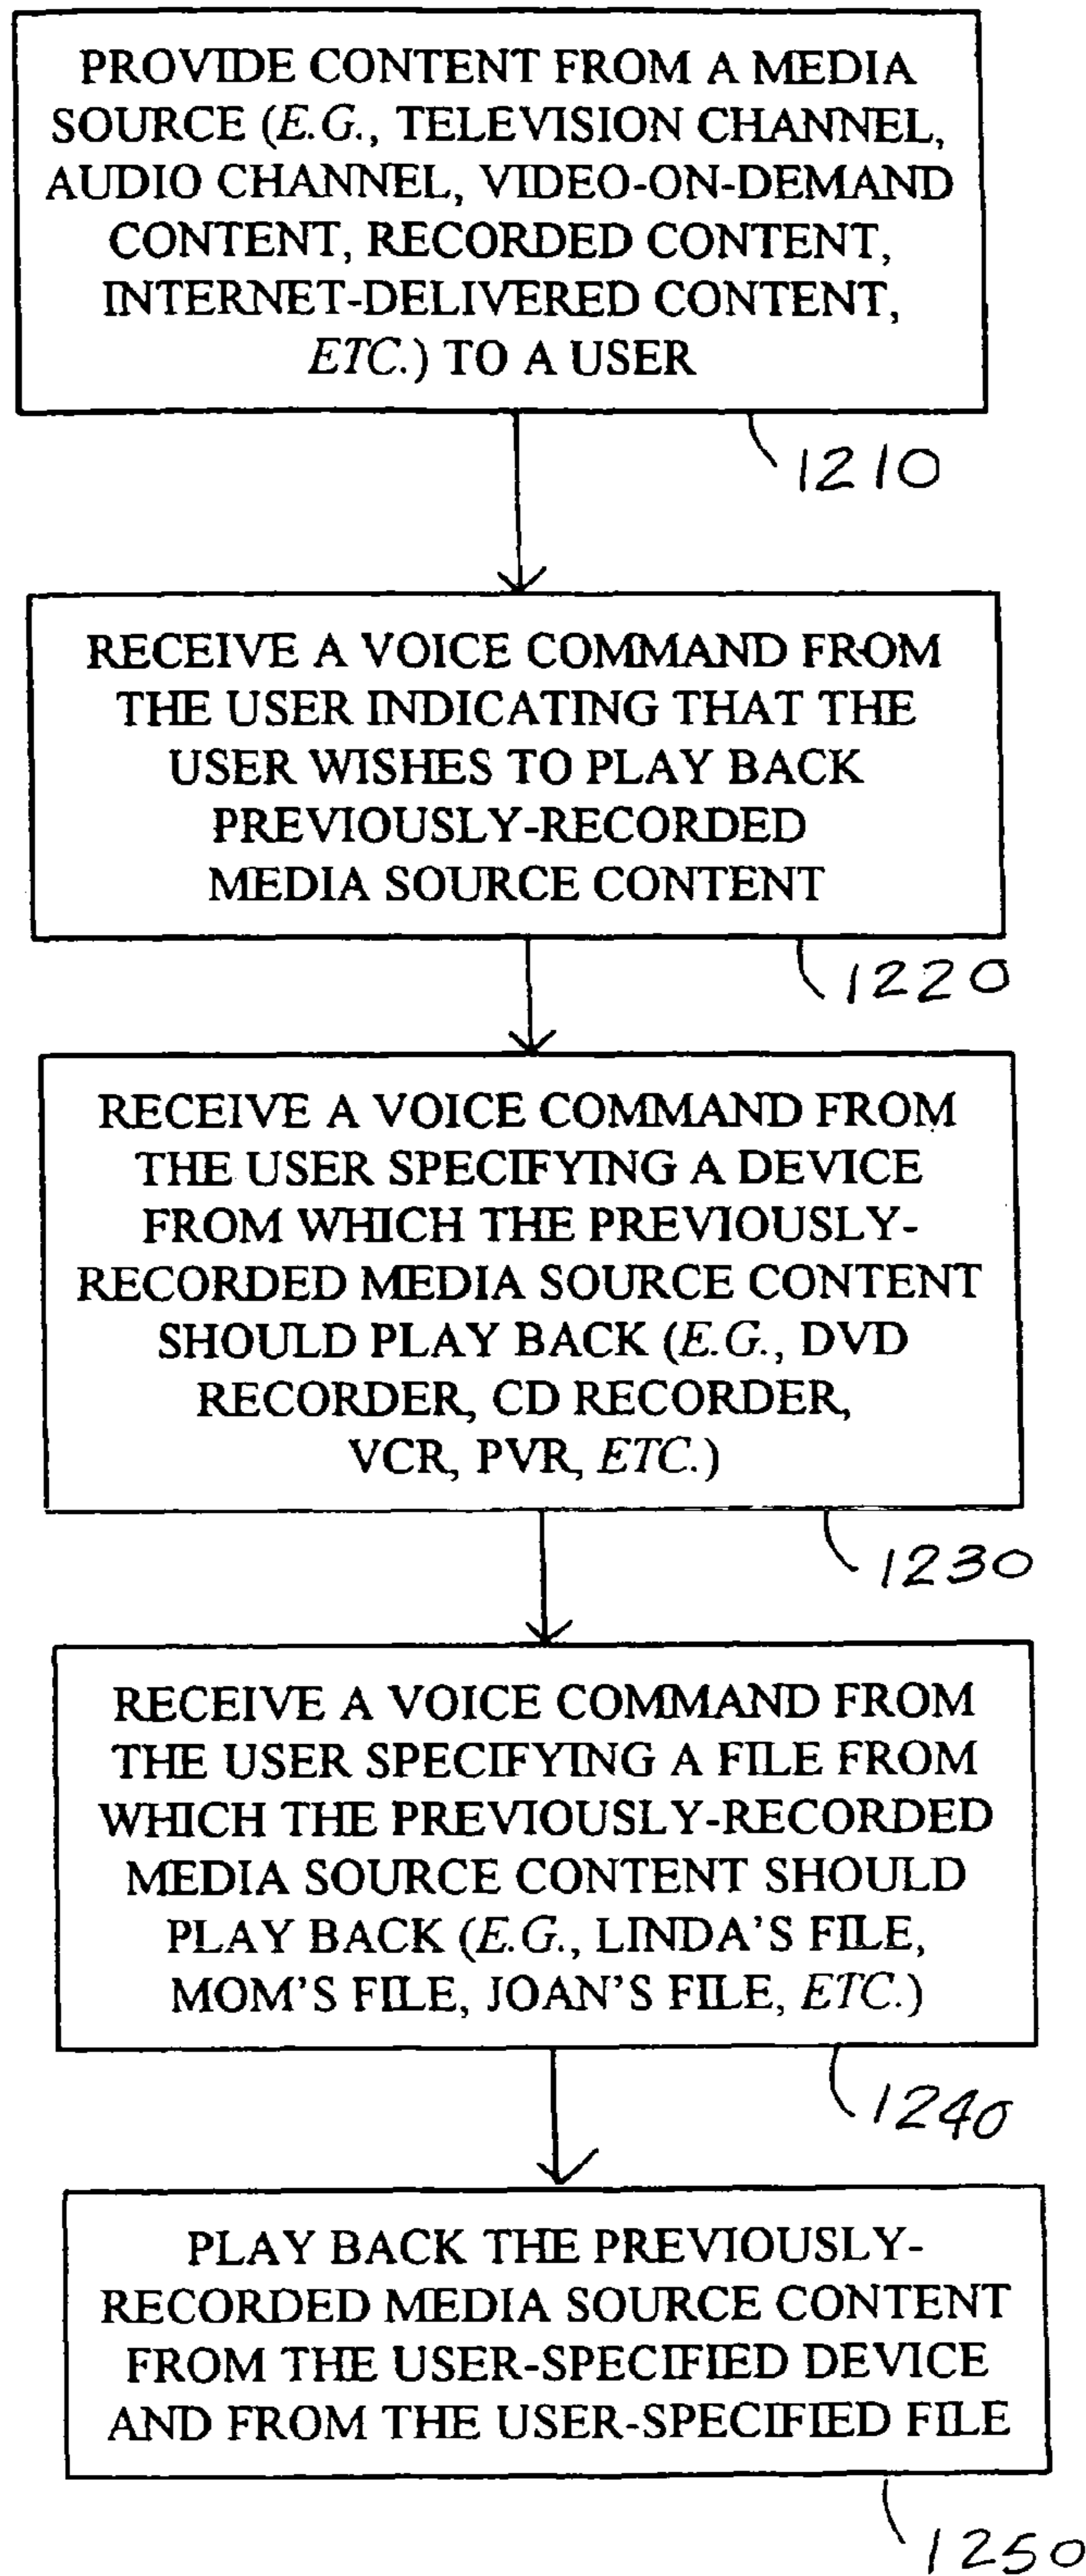 PROVIDE CONTENT FROM A MEDIA
SOURCE (E.G., TELEVISION CHANNEL,
AUDIO CHANNEL, VIDEO-ON-DEMAND
CONTENT, RECORDED CONTENT,
INTERNET-DELIVERED CONTENT,
ETC.) TO A USER
1210
RECEIVE A VOICE COMMAND FROM
THE USER INDICATING THAT THE
USER WISHES TO PLAY BACK
PREVIOUSLY-RECORDED
MEDIA SOURCE CONTENT
1220
RECEIVE A VOICE COMMAND FROM
THE USER SPECIFYING A DEVICE
FROM WHICH THE PREVIOUSLY-
RECORDED MEDIA SOURCE CONTENT
SHOULD PLAY BACK (E.G., DVD
RECORDER, CD RECORDER,
VCR, PVR, ETC.)
1230
RECEIVE A VOICE COMMAND FROM
THE USER SPECIFYING A FILE FROM
WHICH THE PREVIOUSLY-RECORDED
MEDIA SOURCE CONTENT SHOULD
PLAY BACK (E.G., LINDA'S FILE,
MOM'S FILE, JOAN'S FILE, ETC.)
1240
PLAY BACK THE PREVIOUSLY-
RECORDED MEDIA SOURCE CONTENT
FROM THE USER-SPECIFIED DEVICE
AND FROM THE USER-SPECIFIED FILE
1250